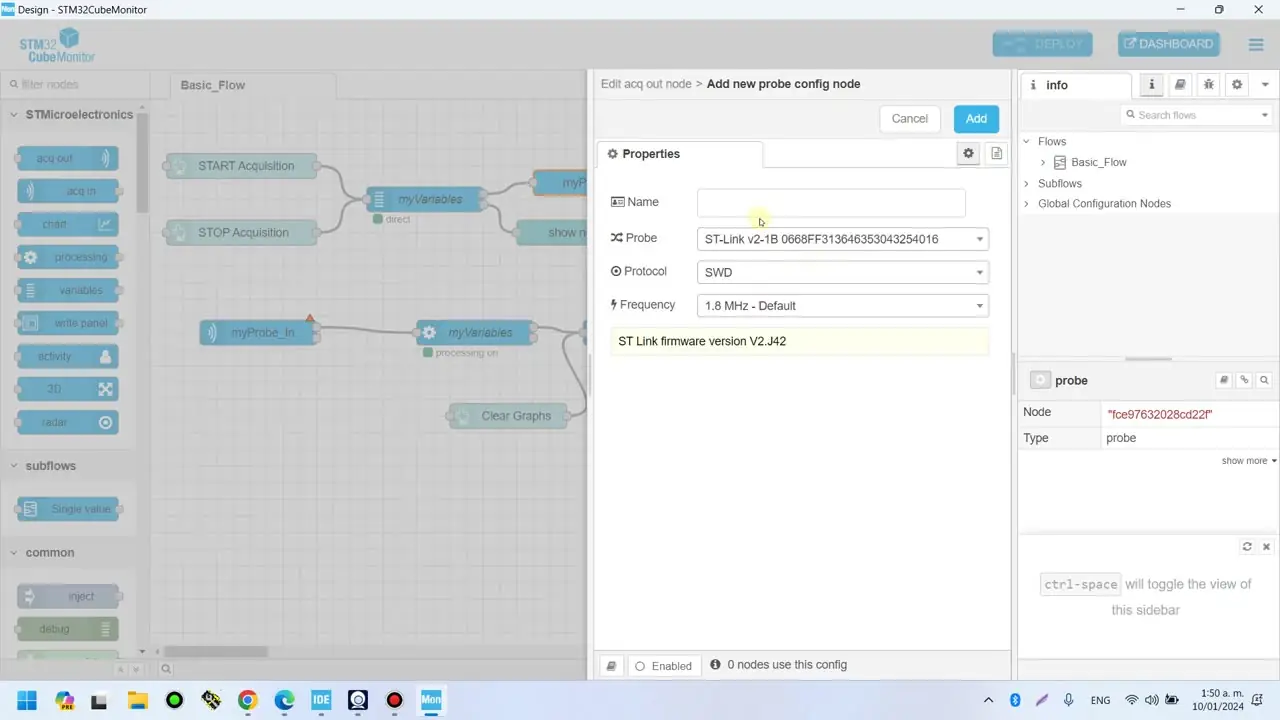 Design - STM32CubeMonitor
STM32
CubeMonitor
DEPLOY
DASHBOARD
filter nodes
Basic_Flow
STMicroelectronics
acq out
acq in
chart
processing
variables
write panel
activity
3D
radar
subflows
Single value
common
inject
debug
START Acquisition
STOP Acquisition
myVariables
direct
myP
show n
myProbe_In
myVariables
processing on
Clear Graphs
Edit acq out node > Add new probe config node
Cancel
Add
Properties
Name
Probe
ST-Link v2-1B 0668FF313646353043254016
Protocol
SWD
Frequency
1.8 MHz - Default
ST Link firmware version V2.J42
Enabled
0 nodes use this config
info
Search flows
Flows
Basic_Flow
Subflows
Global Configuration Nodes
probe
Node
"fce97632028cd22f"
Type
probe
show more
ctrl-space will toggle the view of
this sidebar
PRE
IDE
Mon
ENG
1:50 a. m.
10/01/2024